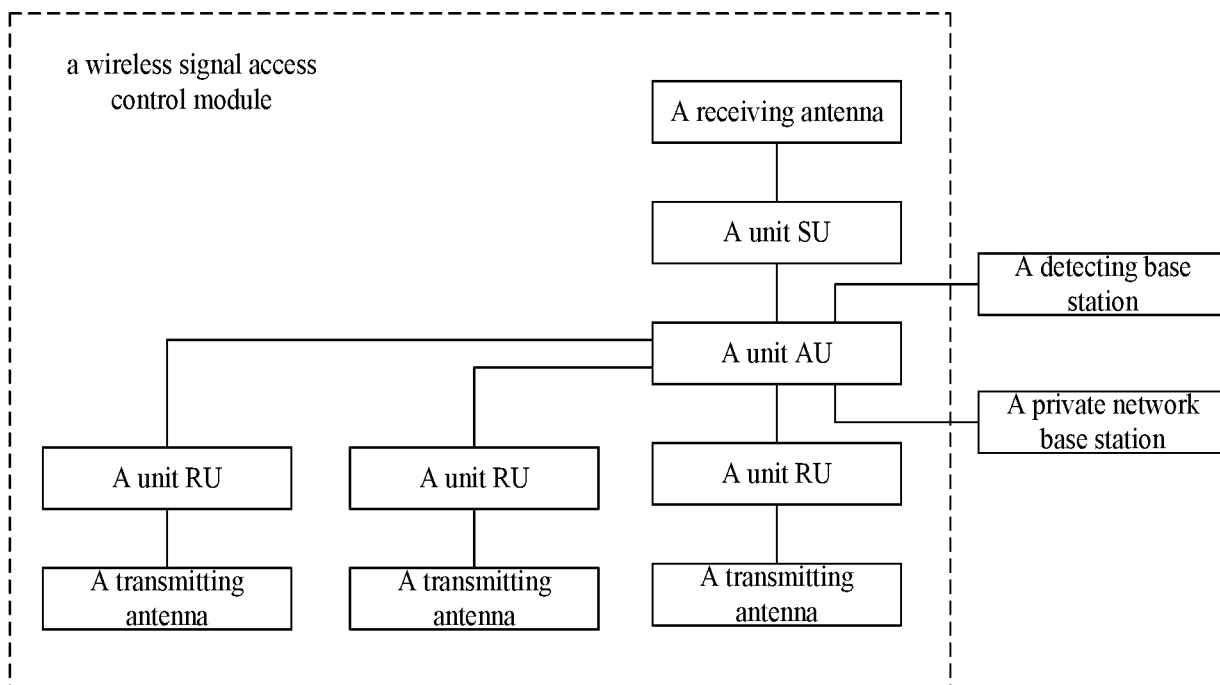 a wireless signal access
control module
A receiving antenna
A unit SU
A detecting base
station
A unit AU
A private network
base station
A unit RU
A unit RU
A unit RU
A transmitting
antenna
A transmitting
antenna
A transmitting
antenna